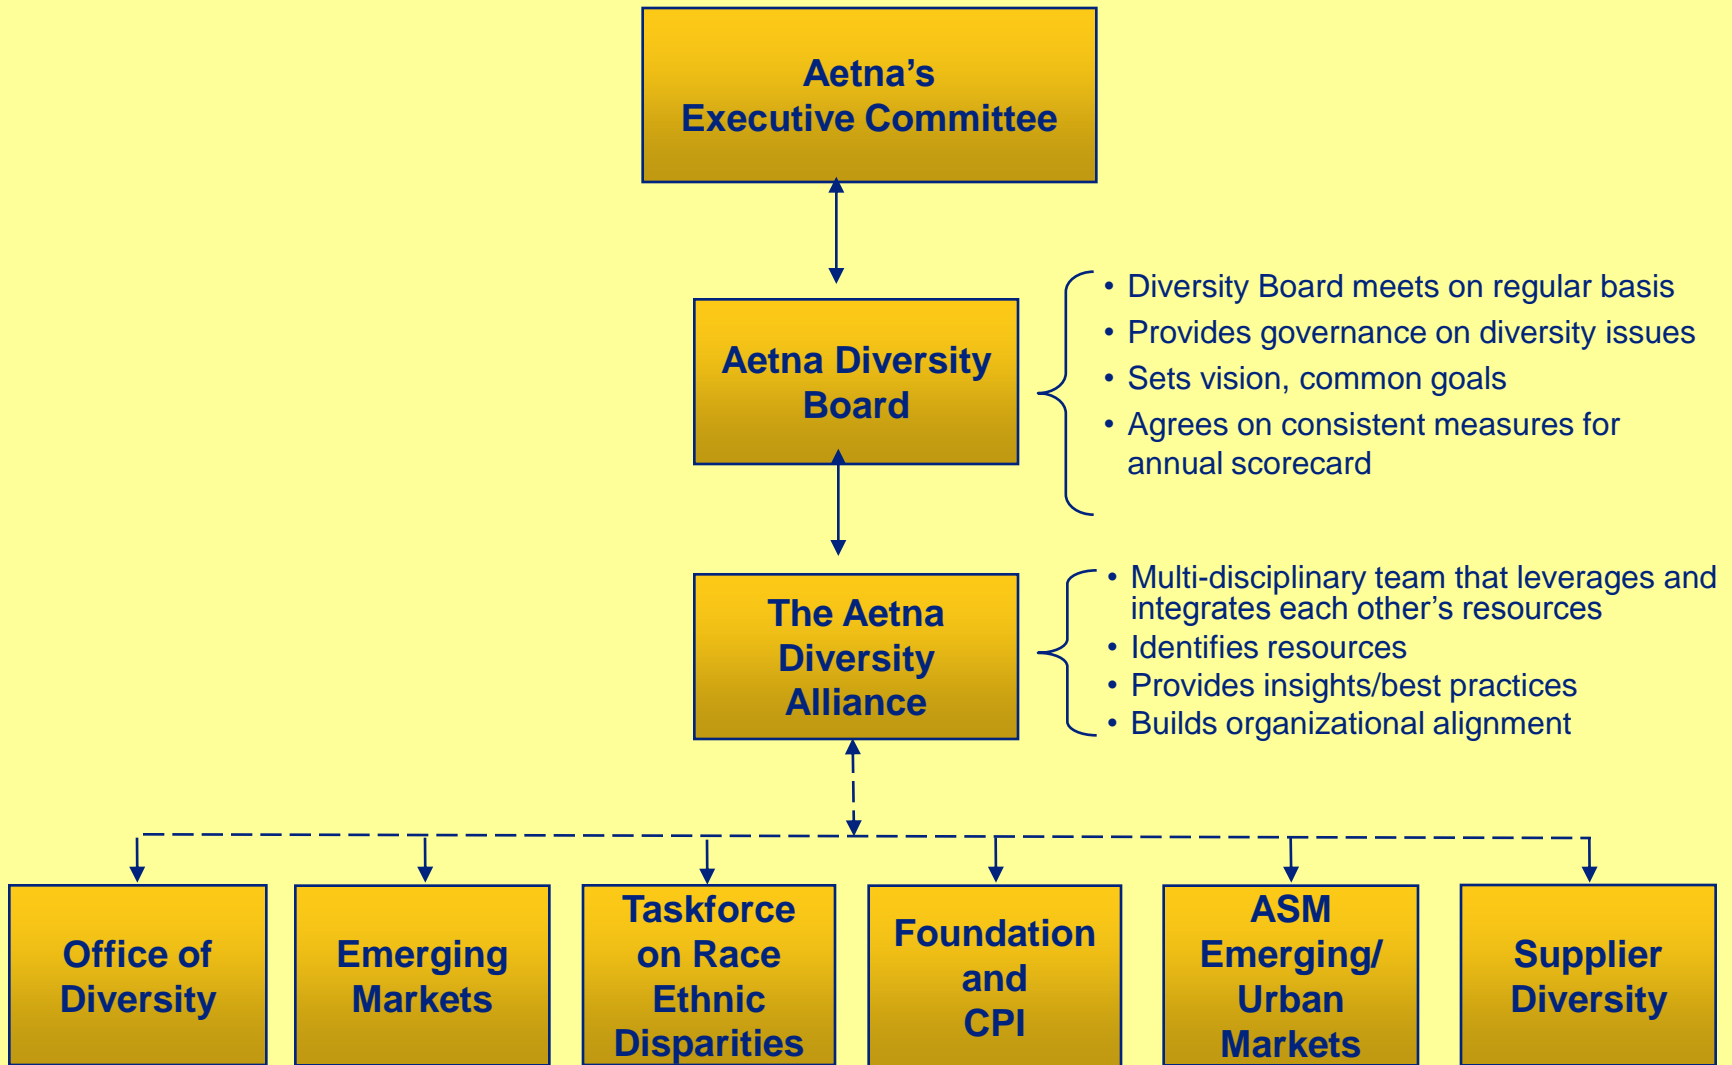 Aetna’s
Executive Committee
Aetna Diversity
Board
• Diversity Board meets on regular basis
• Provides governance on diversity issues
• Sets vision, common goals
• Agrees on consistent measures for
annual scorecard
The Aetna
Diversity
Alliance
• Multi-disciplinary team that leverages and
integrates each other’s resources
• Identifies resources
• Provides insights/best practices
• Builds organizational alignment
Office of
Diversity
Emerging
Markets
Taskforce
on Race
Ethnic
Disparities
Foundation
and
CPI
ASM
Emerging/
Urban
Markets
Supplier
Diversity